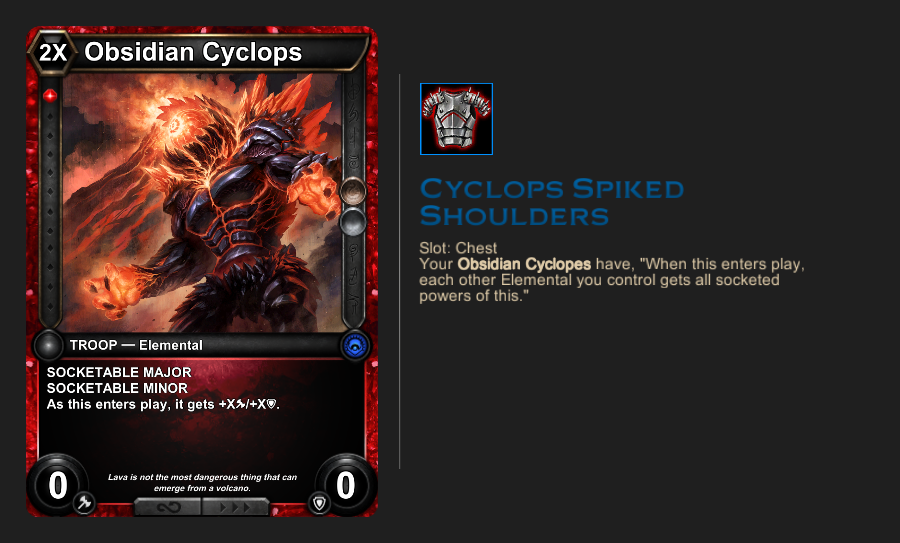 2X Obsidian Cyclops
TROOP — Elemental
SOCKETABLE MAJOR
SOCKETABLE MINOR
As this enters play, it gets +X/+X.
Lava is not the most dangerous thing that can
emerge from a volcano.
0 0
Cyclops Spiked
Shoulders
Slot: Chest
Your Obsidian Cyclopes have, "When this enters play,
each other Elemental you control gets all socketed
powers of this."